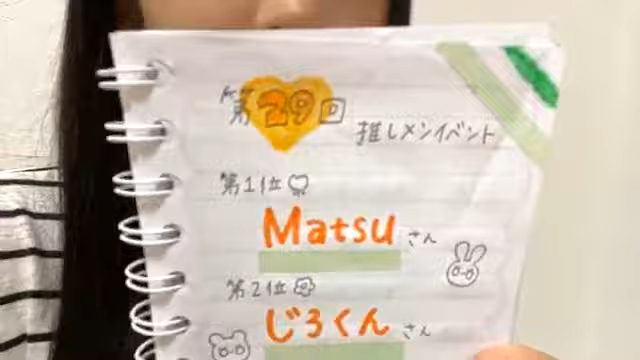 第29回
推しメンイベント
第1位
Matsuさん
第2位
じろくんさん